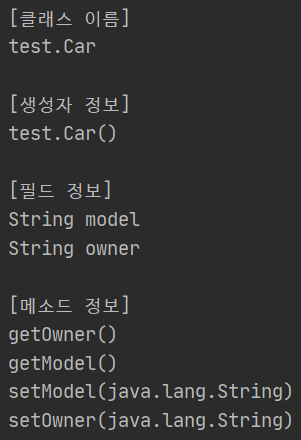 [클래스 이름]
test.Car
[생성자 정보]
test.Car()
[필드 정보]
String model
String owner
[메소드 정보]
getOwner()
getModel()
setModel(java.lang.String)
setOwner(java.lang.String)